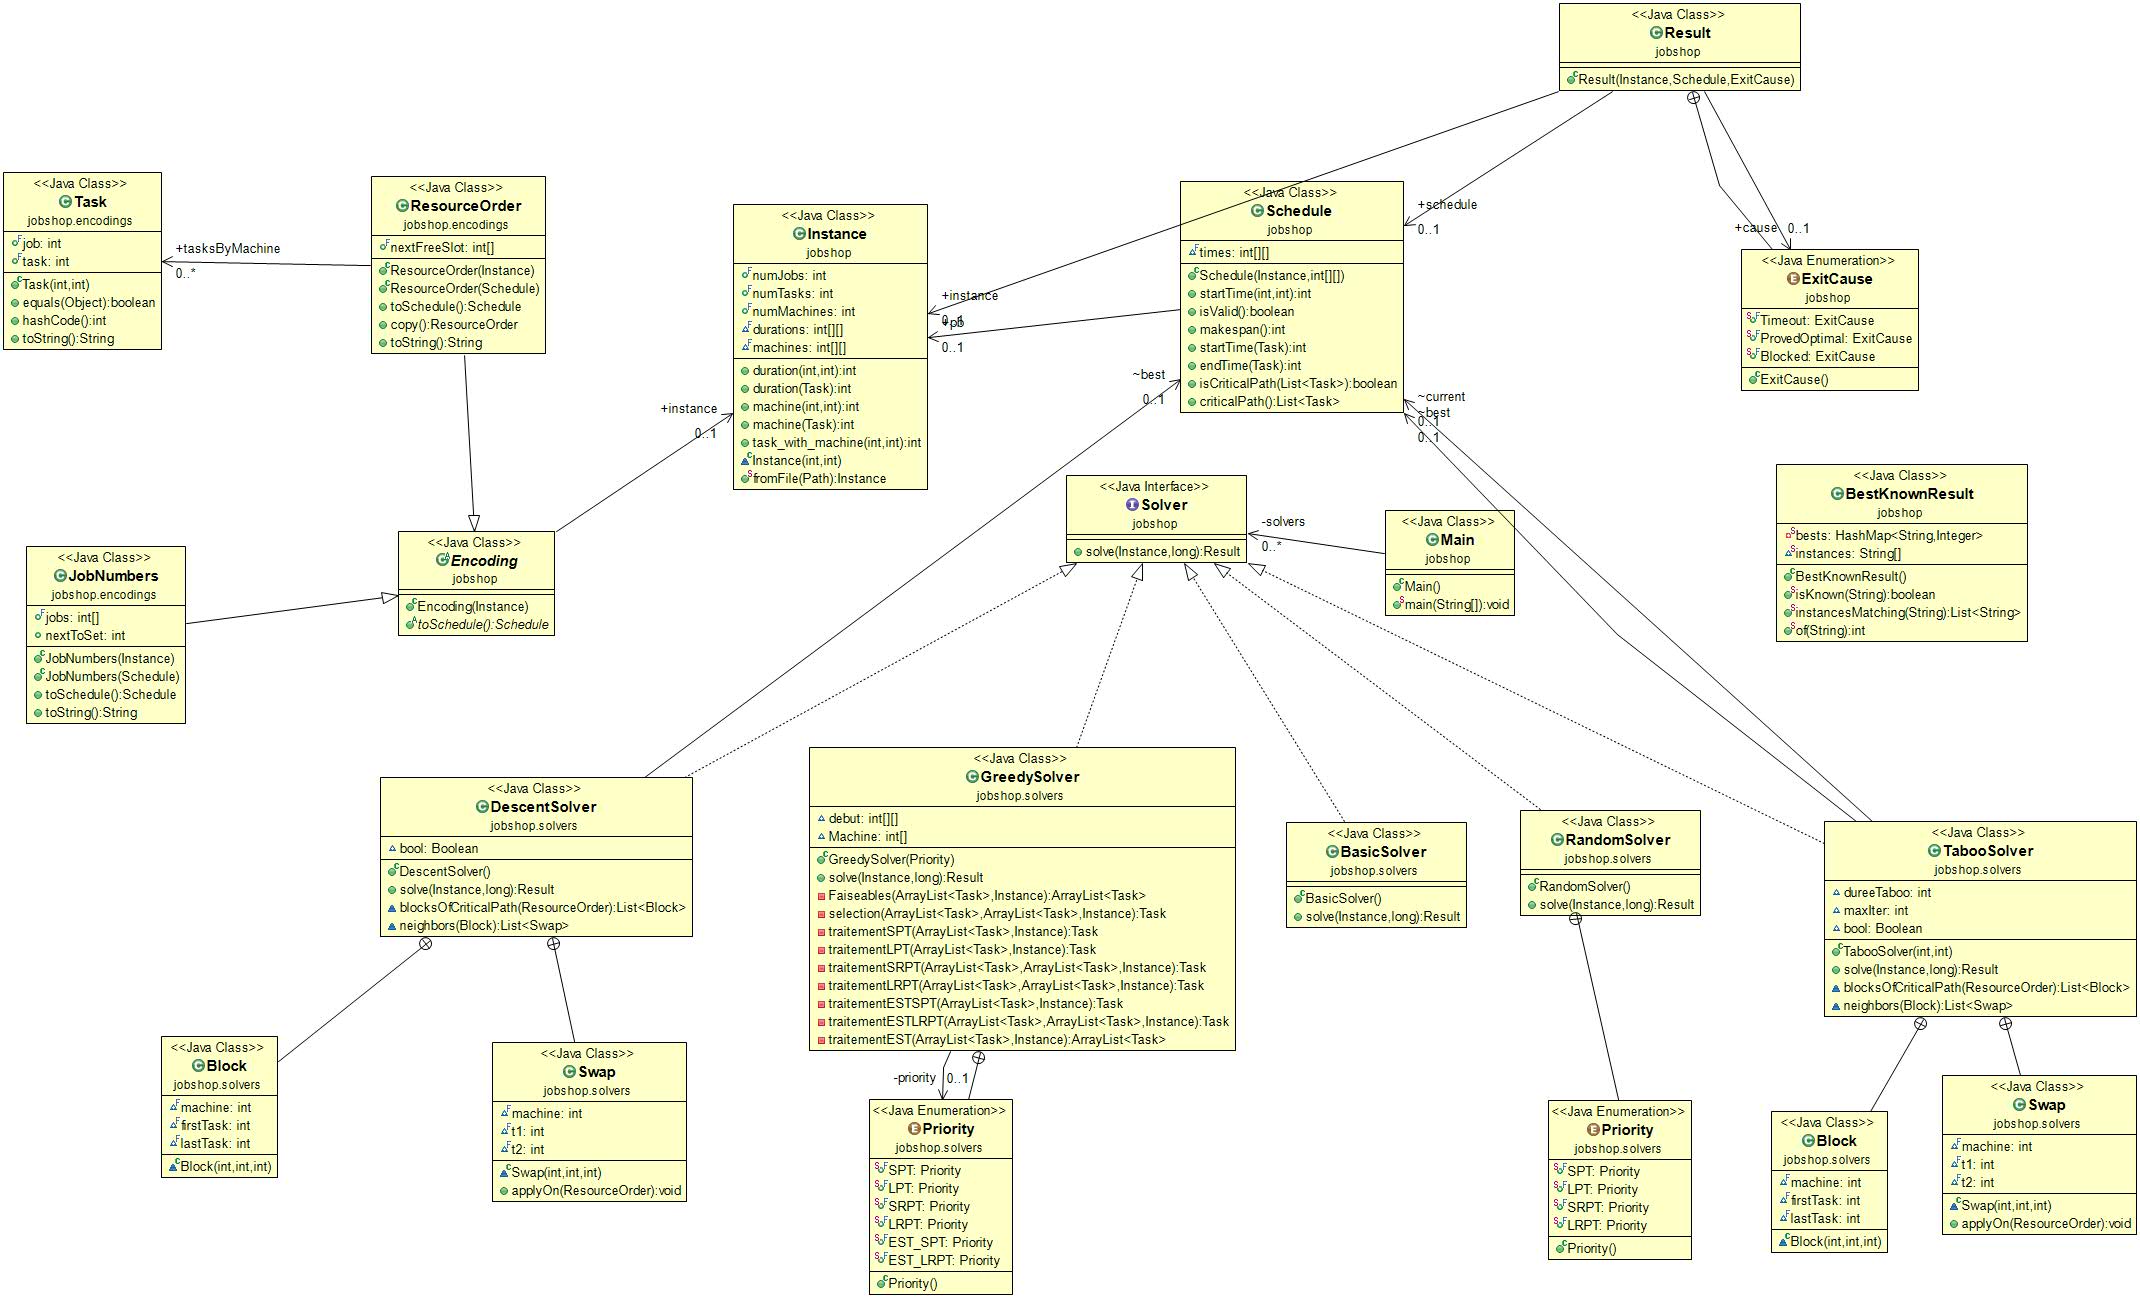 <<Java Class>>
Result
jobshop
Result(Instance,Schedule,ExitCause)
<<Java Class>>
Task
jobshop.encodings
job: int
task: int
Task(int,int)
equals(Object):boolean
hashCode():int
toString():String
+tasksByMachine
0..*
<<Java Class>>
ResourceOrder
jobshop.encodings
nextFreeSlot: int[]
ResourceOrder(Instance)
ResourceOrder(Schedule)
toSchedule():Schedule
copy():ResourceOrder
toString():String
<<Java Class>>
Instance
jobshop
numJobs: int
numTasks: int
numMachines: int
durations: int[][]
machines: int[][]
duration(int,int):int
duration(Task):int
machine(int,int):int
machine(Task):int
task_with_machine(int,int):int
Instance(int,int)
fromFile(Path):Instance
+instance
0..1
+pb
0..1
+instance
0..1
<<Java Class>>
Schedule
jobshop
times: int[][]
Schedule(Instance,int[][])
startTime(int,int):int
isValid():boolean
makespan():int
startTime(Task):int
endTime(Task):int
isCriticalPath(List<Task>):boolean
criticalPath():List<Task>
+schedule
0..1
~best
0..1
~current
~best
0..1
0..1
+cause
0..1
<<Java Enumeration>>
ExitCause
jobshop
Timeout: ExitCause
ProvedOptimal: ExitCause
Blocked: ExitCause
ExitCause()
<<Java Class>>
BestKnownResult
jobshop
bests: HashMap<String,Integer>
instances: String[]
BestKnownResult()
isKnown(String):boolean
instancesMatching(String):List<String>
of(String):int
<<Java Interface>>
Solver
jobshop
solve(Instance,long):Result
-solvers
0..*
<<Java Class>>
Main
jobshop
Main()
main(String[]):void
<<Java Class>>
Encoding
jobshop
Encoding(Instance)
toSchedule():Schedule
<<Java Class>>
JobNumbers
jobshop.encodings
jobs: int[]
nextToSet: int
JobNumbers(Instance)
JobNumbers(Schedule)
toSchedule():Schedule
toString():String
<<Java Class>>
DescentSolver
jobshop.solvers
bool: Boolean
DescentSolver()
solve(Instance,long):Result
blocksOfCriticalPath(ResourceOrder):List<Block>
neighbors(Block):List<Swap>
<<Java Class>>
GreedySolver
jobshop.solvers
debut: int[][]
Machine: int[]
GreedySolver(Priority)
solve(Instance,long):Result
Faiseables(ArrayList<Task>,Instance):ArrayList<Task>
selection(ArrayList<Task>,ArrayList<Task>,Instance):Task
traitementSPT(ArrayList<Task>,Instance):Task
traitementLPT(ArrayList<Task>,Instance):Task
traitementSRPT(ArrayList<Task>,ArrayList<Task>,Instance):Task
traitementLRPT(ArrayList<Task>,ArrayList<Task>,Instance):Task
traitementESTSPT(ArrayList<Task>,Instance):Task
traitementESTLRPT(ArrayList<Task>,ArrayList<Task>,Instance):Task
traitementEST(ArrayList<Task>,Instance):ArrayList<Task>
<<Java Class>>
BasicSolver
jobshop.solvers
BasicSolver()
solve(Instance,long):Result
<<Java Class>>
RandomSolver
jobshop.solvers
RandomSolver()
solve(Instance,long):Result
<<Java Class>>
TabooSolver
jobshop.solvers
dureeTaboo: int
maxIter: int
bool: Boolean
TabooSolver(int,int)
solve(Instance,long):Result
blocksOfCriticalPath(ResourceOrder):List<Block>
neighbors(Block):List<Swap>
<<Java Class>>
Block
jobshop.solvers
machine: int
firstTask: int
lastTask: int
Block(int,int,int)
<<Java Class>>
Swap
jobshop.solvers
machine: int
t1: int
t2: int
Swap(int,int,int)
applyOn(ResourceOrder):void
-priority
0..1
<<Java Enumeration>>
Priority
jobshop.solvers
SPT: Priority
LPT: Priority
SRPT: Priority
LRPT: Priority
EST_SPT: Priority
EST_LRPT: Priority
Priority()
<<Java Enumeration>>
Priority
jobshop.solvers
SPT: Priority
LPT: Priority
SRPT: Priority
LRPT: Priority
Priority()
<<Java Class>>
Block
jobshop.solvers
machine: int
firstTask: int
lastTask: int
Block(int,int,int)
<<Java Class>>
Swap
jobshop.solvers
machine: int
t1: int
t2: int
Swap(int,int,int)
applyOn(ResourceOrder):void